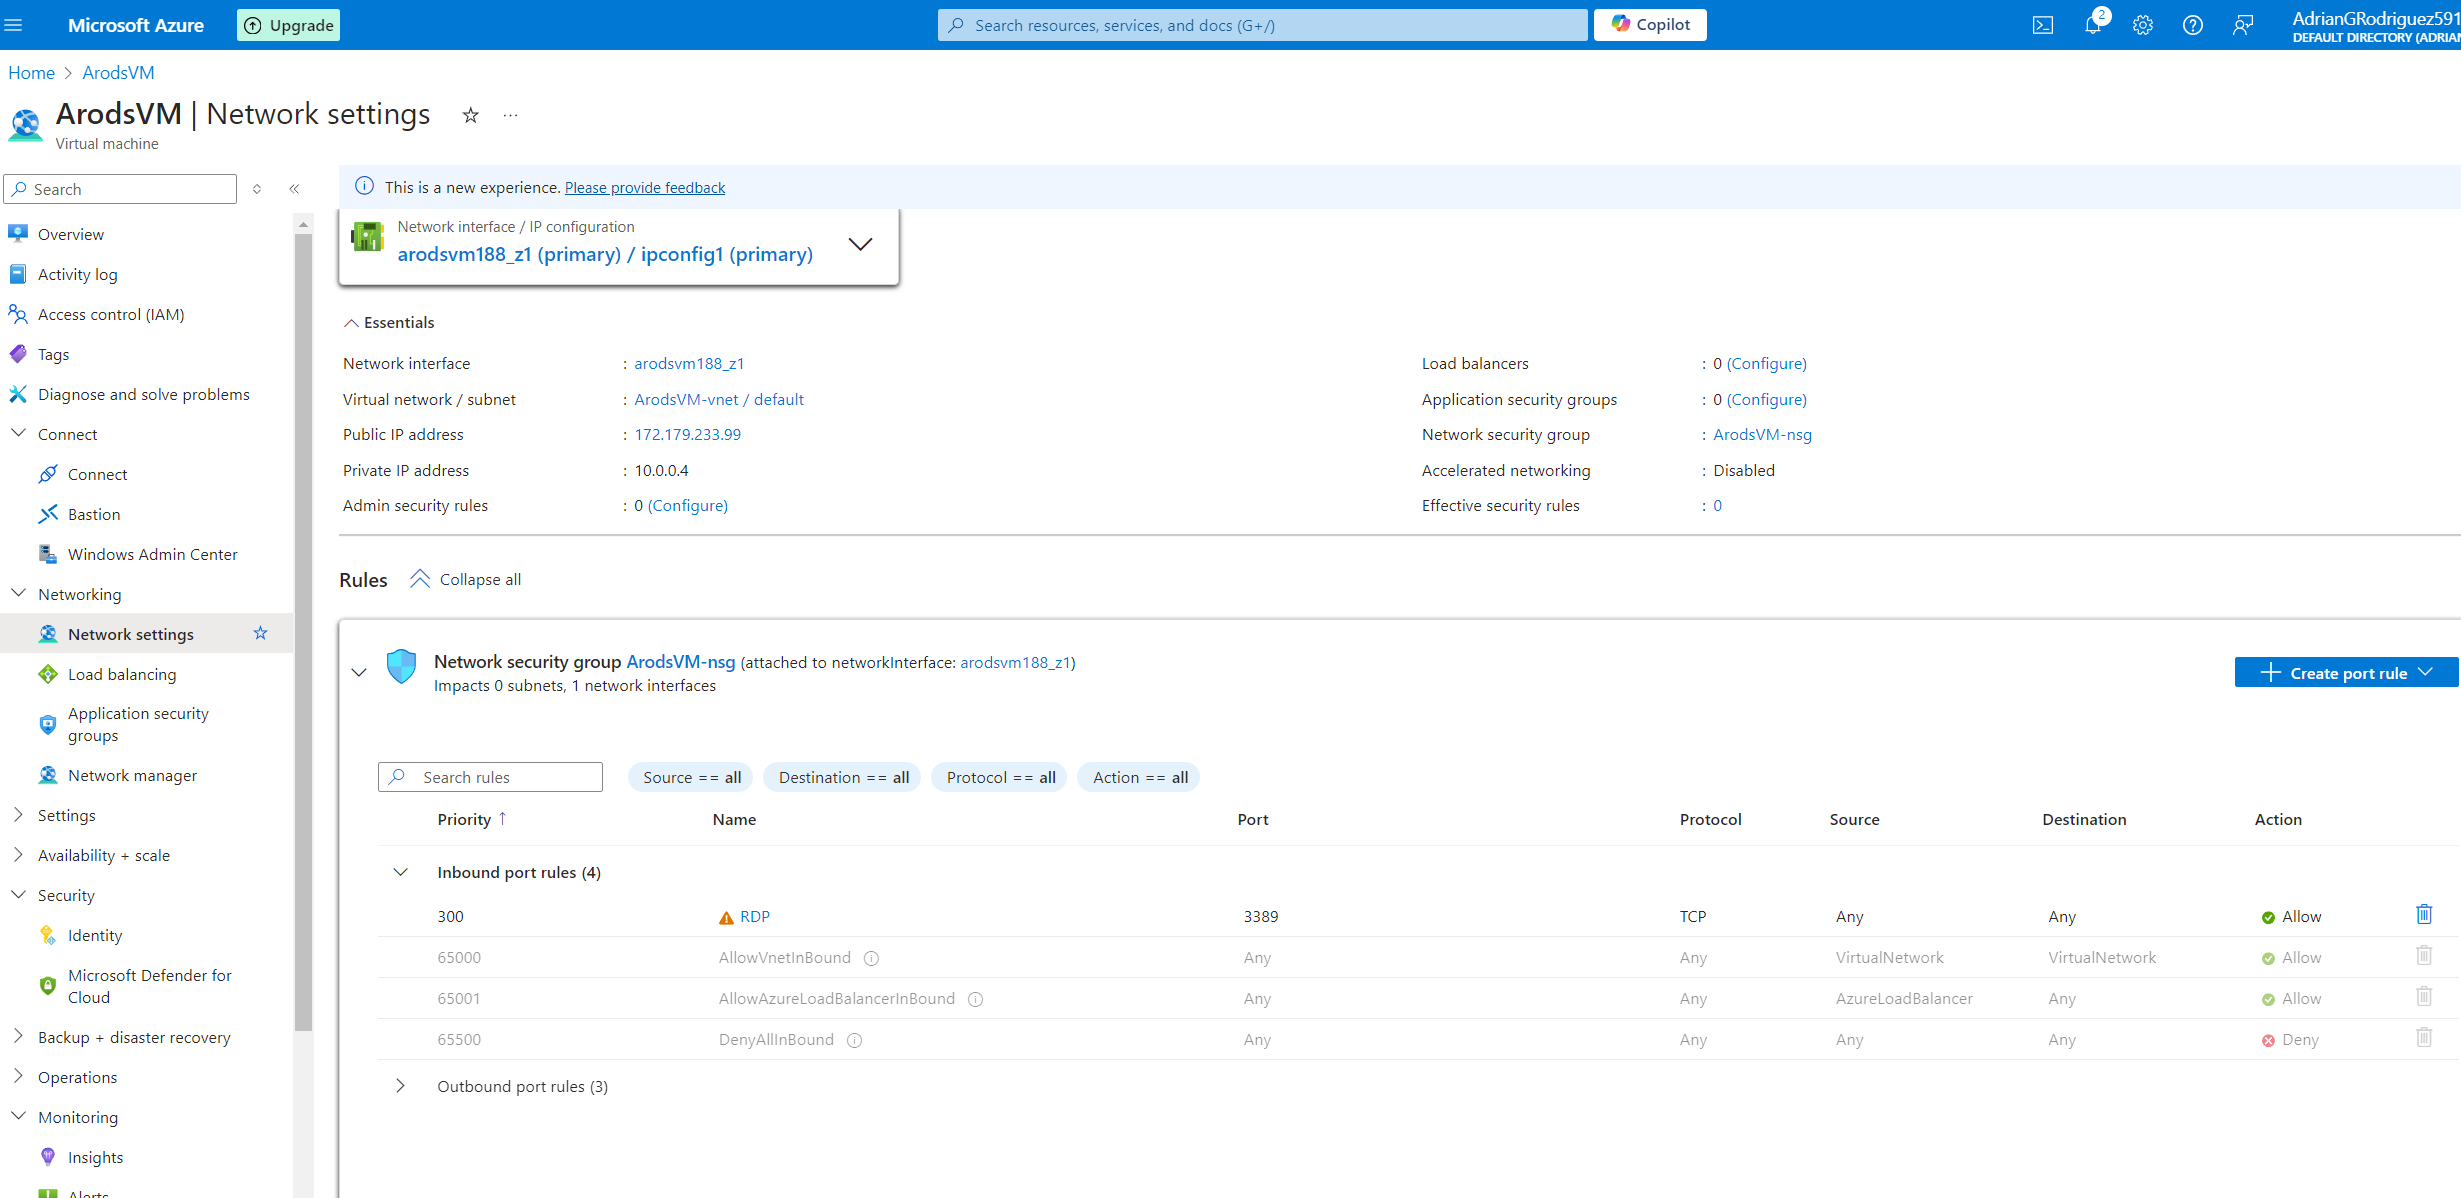 Microsoft Azure
Upgrade
Search resources, services, and docs (G+/)
Copilot
2
AdrianGRodriguez591
DEFAULT DIRECTORY (ADRIAN
Home > ArodsVM
ArodsVM | Network settings
Virtual machine
Search
Overview
Activity log
Access control (IAM)
Tags
Diagnose and solve problems
Connect
Connect
Bastion
Windows Admin Center
Networking
Network settings
Load balancing
Application security
groups
Network manager
Settings
Availability + scale
Security
Identity
Microsoft Defender for
Cloud
Backup + disaster recovery
Operations
Monitoring
Insights
Alerts
This is a new experience. Please provide feedback
Network interface / IP configuration
arodsvm188_z1 (primary) / ipconfig1 (primary)
Essentials
Network interface : arodsvm188_z1
Virtual network / subnet : ArodsVM-vnet / default
Public IP address : 172.179.233.99
Private IP address : 10.0.0.4
Admin security rules : 0 (Configure)
Load balancers : 0 (Configure)
Application security groups : 0 (Configure)
Network security group : ArodsVM-nsg
Accelerated networking : Disabled
Effective security rules : 0
Rules Collapse all
Network security group ArodsVM-nsg (attached to networkInterface: arodsvm188_z1)
Impacts 0 subnets, 1 network interfaces
Create port rule
Search rules Source == all Destination == all Protocol == all Action == all
Priority ↑ Name Port Protocol Source Destination Action
Inbound port rules (4)
300 RDP 3389 TCP Any Any Allow
65000 AllowVnetInBound Any Any VirtualNetwork VirtualNetwork Allow
65001 AllowAzureLoadBalancerInBound Any Any AzureLoadBalancer Any Allow
65500 DenyAllInBound Any Any Any Any Deny
Outbound port rules (3)